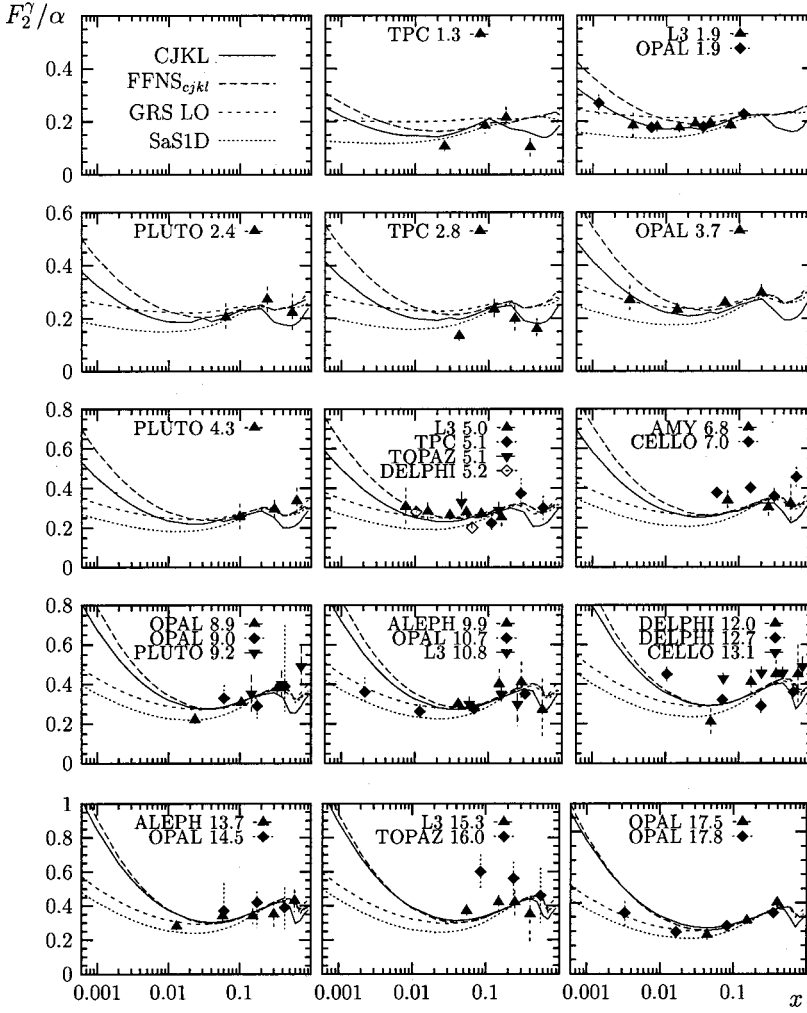 F₂^γ/α
CJKL
FFNS_cjkl
GRS LO
SaS1D
TPC 1.3
L3 1.9
OPAL 1.9
0.4
0.2
0
PLUTO 2.4
TPC 2.8
OPAL 3.7
0.6
0.4
0.2
0
PLUTO 4.3
L3 5.0
TPC 5.1
TOPAZ 5.1
DELPHI 5.2
AMY 6.8
CELLO 7.0
0.8
0.6
0.4
0.2
0
OPAL 8.9
OPAL 9.0
PLUTO 9.2
ALEPH 9.9
OPAL 10.7
L3 10.8
DELPHI 12.0
DELPHI 12.7
CELLO 13.1
0.8
0.6
0.4
0.2
0
ALEPH 13.7
OPAL 14.5
L3 15.3
TOPAZ 16.0
OPAL 17.5
OPAL 17.8
1
0.8
0.6
0.4
0.2
0
0.001 0.01 0.1 0.001 0.01 0.1 0.001 0.01 0.1 x